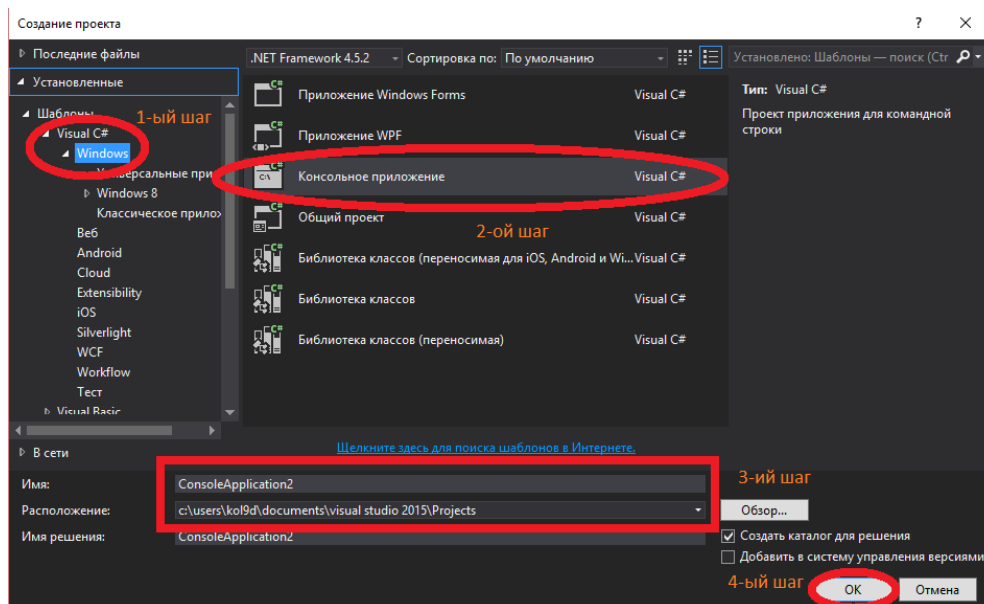 Создание проекта
? ×
Последние файлы
.NET Framework 4.5.2
Сортировка по: По умолчанию
Установлено: Шаблоны — поиск (Ctr
Установленные
Шаблоны
1-ый шаг
Visual C#
Windows
Универсальные при
Windows 8
Классическое прилож
Веб
Android
Cloud
Extensibility
iOS
Silverlight
WCF
Workflow
Тест
Visual Basic
В сети
Приложение Windows Forms Visual C#
Приложение WPF Visual C#
Консольное приложение Visual C#
Общий проект Visual C#
2-ой шаг
Библиотека классов (переносимая для iOS, Android и Wi... Visual C#
Библиотека классов Visual C#
Библиотека классов (переносимая) Visual C#
Тип: Visual C#
Проект приложения для командной
строки
Щелкните здесь для поиска шаблонов в Интернете.
Имя: ConsoleApplication2
3-ий шаг
Расположение: c:\users\kol9d\documents\visual studio 2015\Projects
Обзор...
Имя решения: ConsoleApplication2
Создать каталог для решения
Добавить в систему управления версиями
4-ый шаг
ОК
Отмена